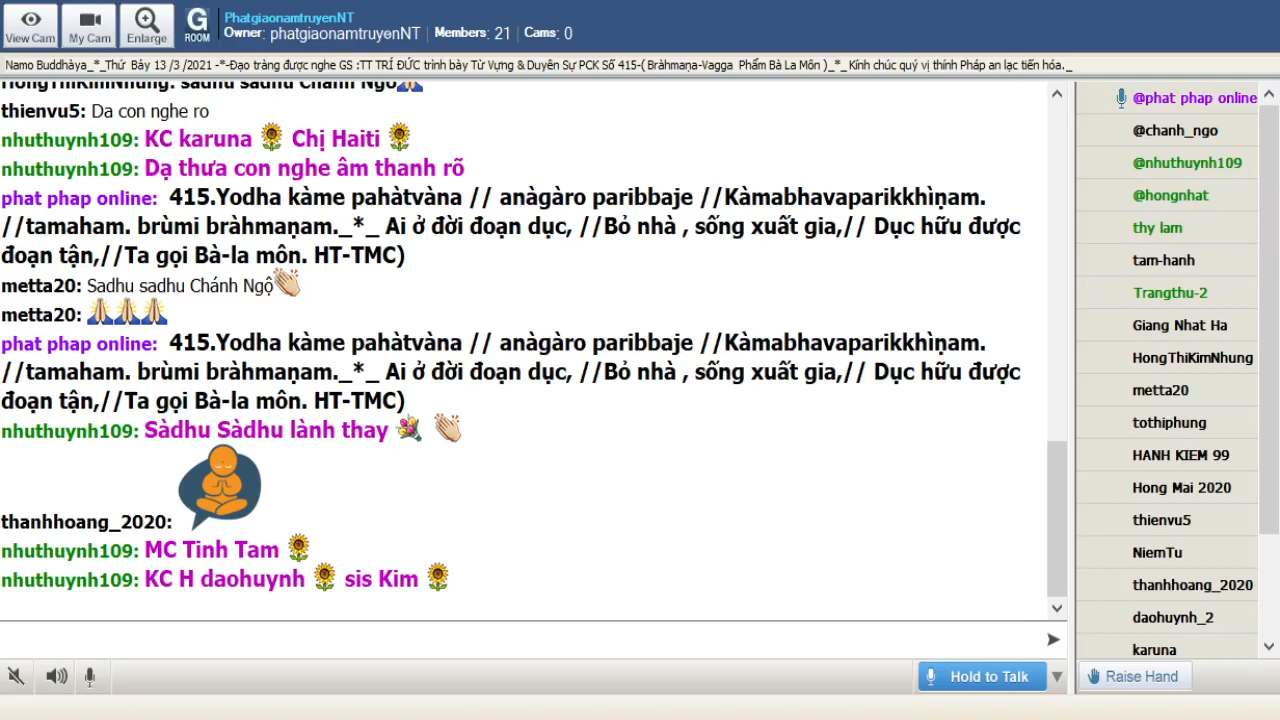 View Cam
My Cam
Enlarge
G
ROOM
PhatgiaonamtruyenNT
Owner: phatgiaonamtruyenNT | Members: 21 | Cams: 0
Namo Buddhàya_*_Thứ Bảy 13 /3 /2021 -*-Đạo tràng được nghe GS :TT TRÍ ĐỨC trình bày Từ Vựng & Duyên Sự PCK Số 415-( Bràhmaṇa-Vagga Phẩm Bà La Môn )_*_Kính chúc quý vị thính Pháp an lạc tiến hóa._
HongThiKimNhung: sadhu sadhu Chánh Ngộ
thienvu5: Da con nghe ro
nhuthuynh109: KC karuna Chị Haiti
nhuthuynh109: Dạ thưa con nghe âm thanh rõ
phat phap online: 415.Yodha kàme pahàtvàna // anàgàro paribbaje //Kàmabhavaparikkhìṇam.
//tamaham. brùmi bràhmaṇam._*_ Ai ở đời đoạn dục, //Bỏ nhà , sống xuất gia,// Dục hữu được
đoạn tận,//Ta gọi Bà-la môn. HT-TMC)
metta20: Sadhu sadhu Chánh Ngộ
metta20:
phat phap online: 415.Yodha kàme pahàtvàna // anàgàro paribbaje //Kàmabhavaparikkhìṇam.
//tamaham. brùmi bràhmaṇam._*_ Ai ở đời đoạn dục, //Bỏ nhà , sống xuất gia,// Dục hữu được
đoạn tận,//Ta gọi Bà-la môn. HT-TMC)
nhuthuynh109: Sàdhu Sàdhu lành thay
thanhhoang_2020:
nhuthuynh109: MC Tinh Tam
nhuthuynh109: KC H daohuynh sis Kim
@phat phap online
@chanh_ngo
@nhuthuynh109
@hongnhat
thy lam
tam-hanh
Trangthu-2
Giang Nhat Ha
HongThiKimNhung
metta20
tothiphung
HANH KIEM 99
Hong Mai 2020
thienvu5
NiemTu
thanhhoang_2020
daohuynh_2
karuna
Hold to Talk
Raise Hand